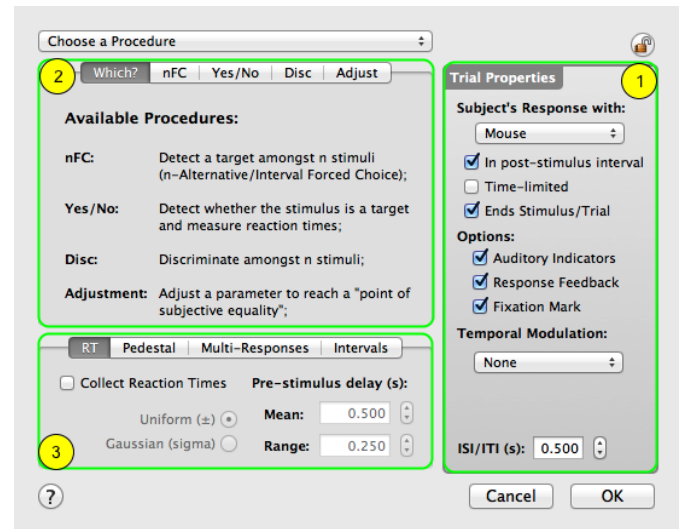 Choose a Procedure
2
Which? nFC Yes/No Disc Adjust
Available Procedures:
nFC: Detect a target amongst n stimuli
(n-Alternative/Interval Forced Choice);
Yes/No: Detect whether the stimulus is a target
and measure reaction times;
Disc: Discriminate amongst n stimuli;
Adjustment: Adjust a parameter to reach a "point of
subjective equality";
RT Pedestal Multi-Responses Intervals
Collect Reaction Times Pre-stimulus delay (s):
Uniform (±) Mean: 0.500
Gaussian (sigma) Range: 0.250
3
Trial Properties
1
Subject's Response with:
Mouse
In post-stimulus interval
Time-limited
Ends Stimulus/Trial
Options:
Auditory Indicators
Response Feedback
Fixation Mark
Temporal Modulation:
None
ISI/ITI (s): 0.500
?
Cancel OK